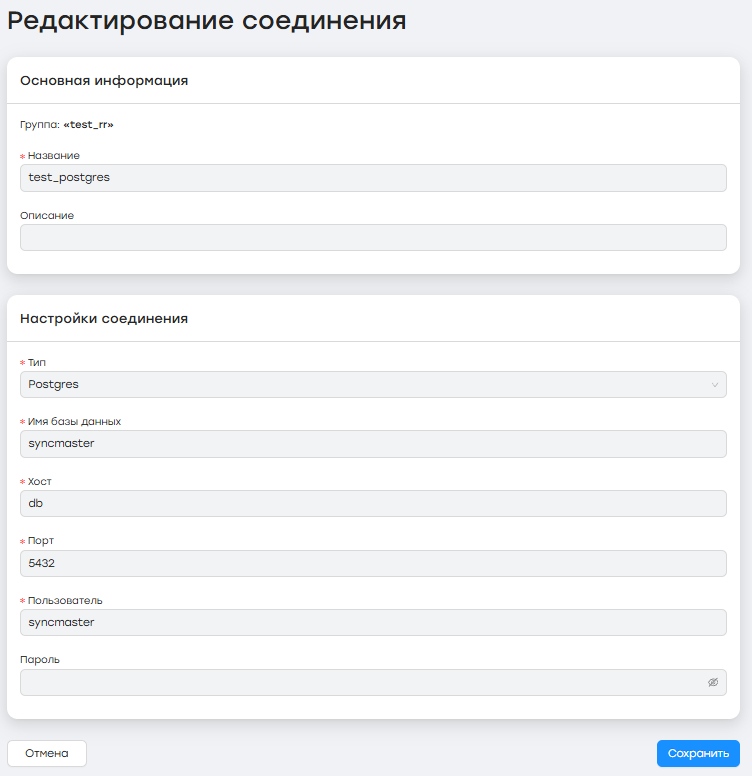 Редактирование соединения
Основная информация
Группа: «test_rr»
* Название
test_postgres
Описание
Настройки соединения
* Тип
Postgres
* Имя базы данных
syncmaster
* Хост
db
* Порт
5432
* Пользователь
syncmaster
Пароль
Отмена
Сохранить